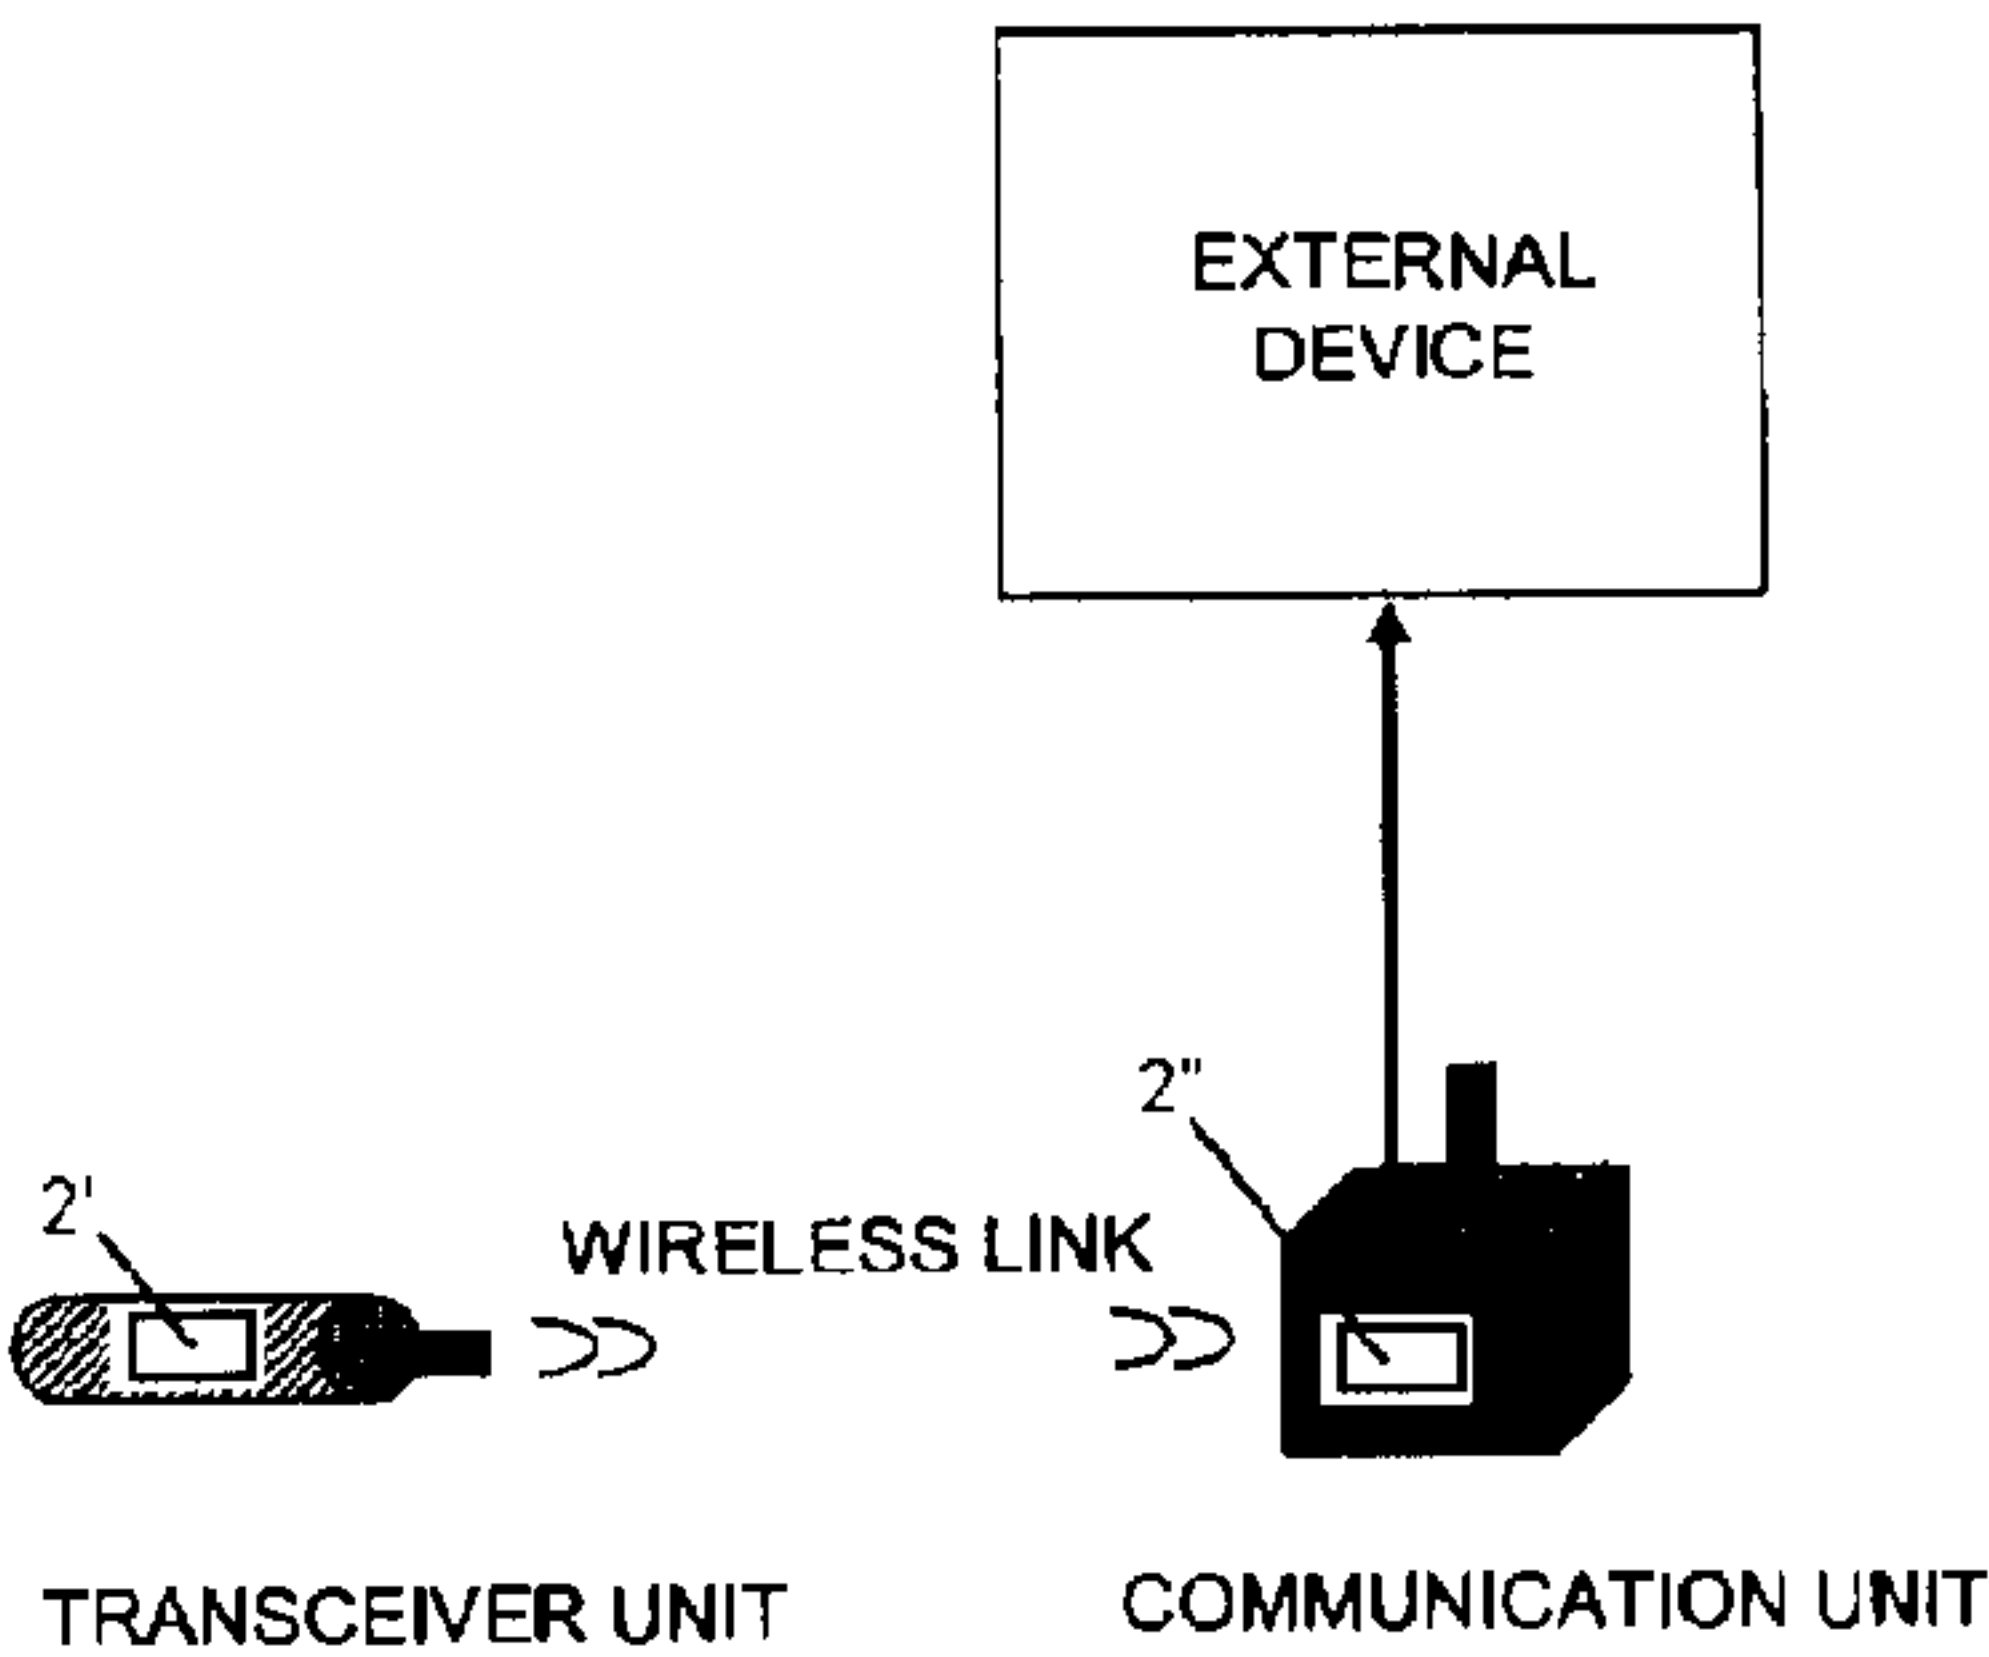 EXTERNAL
DEVICE
2"
2'
WIRELESS LINK
TRANSCEIVER UNIT
COMMUNICATION UNIT